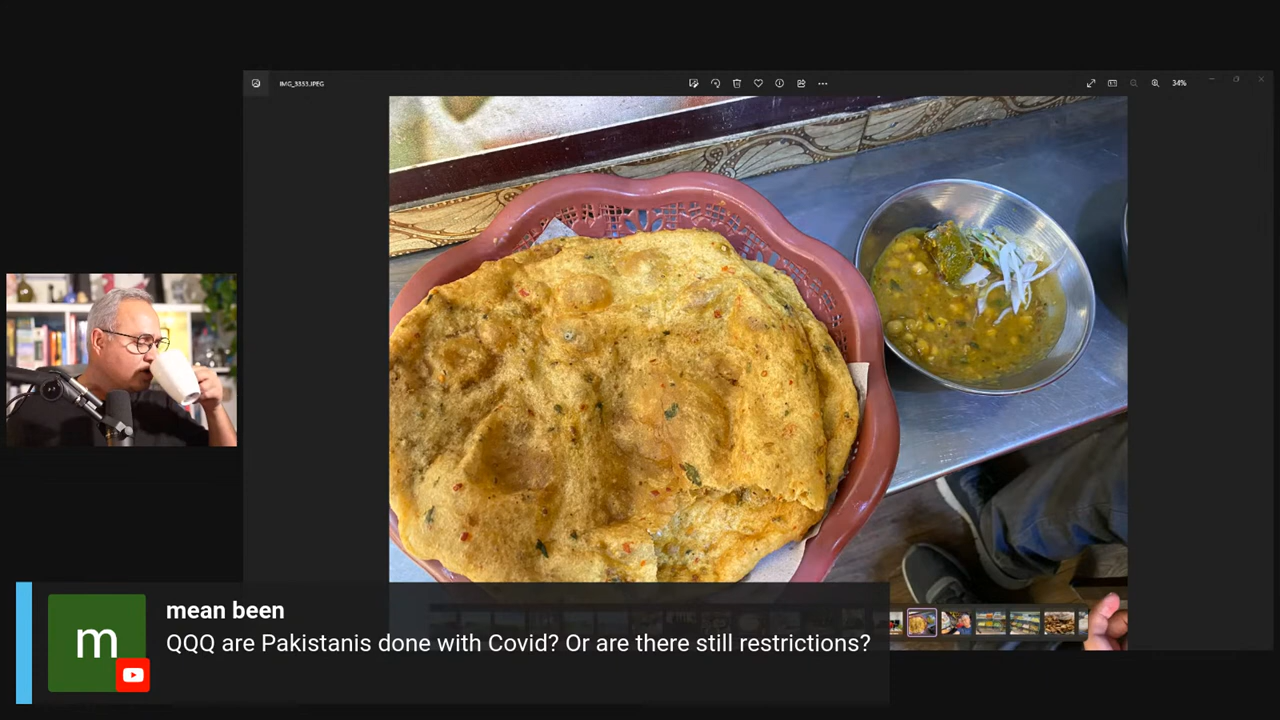 IMG_3353.JPEG
34%
m
mean been
QQQ are Pakistanis done with Covid? Or are there still restrictions?